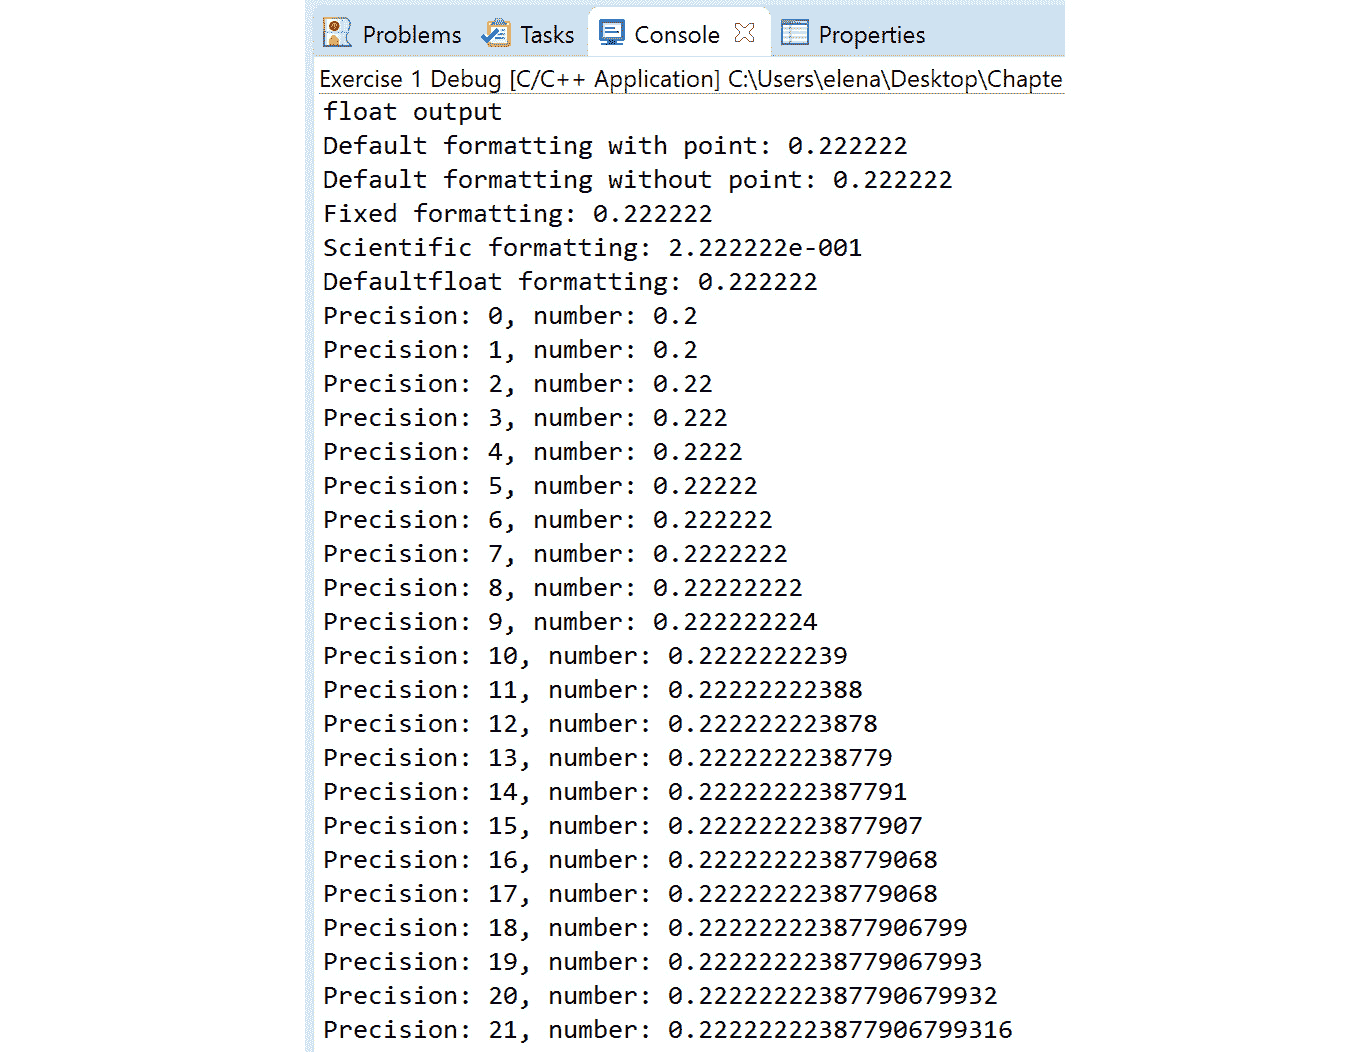 Problems Tasks Console Properties
Exercise 1 Debug [C/C++ Application] C:\Users\elena\Desktop\Chapte
float output
Default formatting with point: 0.222222
Default formatting without point: 0.222222
Fixed formatting: 0.222222
Scientific formatting: 2.222222e-001
Defaultfloat formatting: 0.222222
Precision: 0, number: 0.2
Precision: 1, number: 0.2
Precision: 2, number: 0.22
Precision: 3, number: 0.222
Precision: 4, number: 0.2222
Precision: 5, number: 0.22222
Precision: 6, number: 0.222222
Precision: 7, number: 0.2222222
Precision: 8, number: 0.22222222
Precision: 9, number: 0.222222224
Precision: 10, number: 0.2222222239
Precision: 11, number: 0.22222222388
Precision: 12, number: 0.222222223878
Precision: 13, number: 0.2222222238779
Precision: 14, number: 0.22222222387791
Precision: 15, number: 0.222222223877907
Precision: 16, number: 0.2222222238779068
Precision: 17, number: 0.2222222238779068
Precision: 18, number: 0.222222223877906799
Precision: 19, number: 0.2222222238779067993
Precision: 20, number: 0.22222222387790679932
Precision: 21, number: 0.222222223877906799316